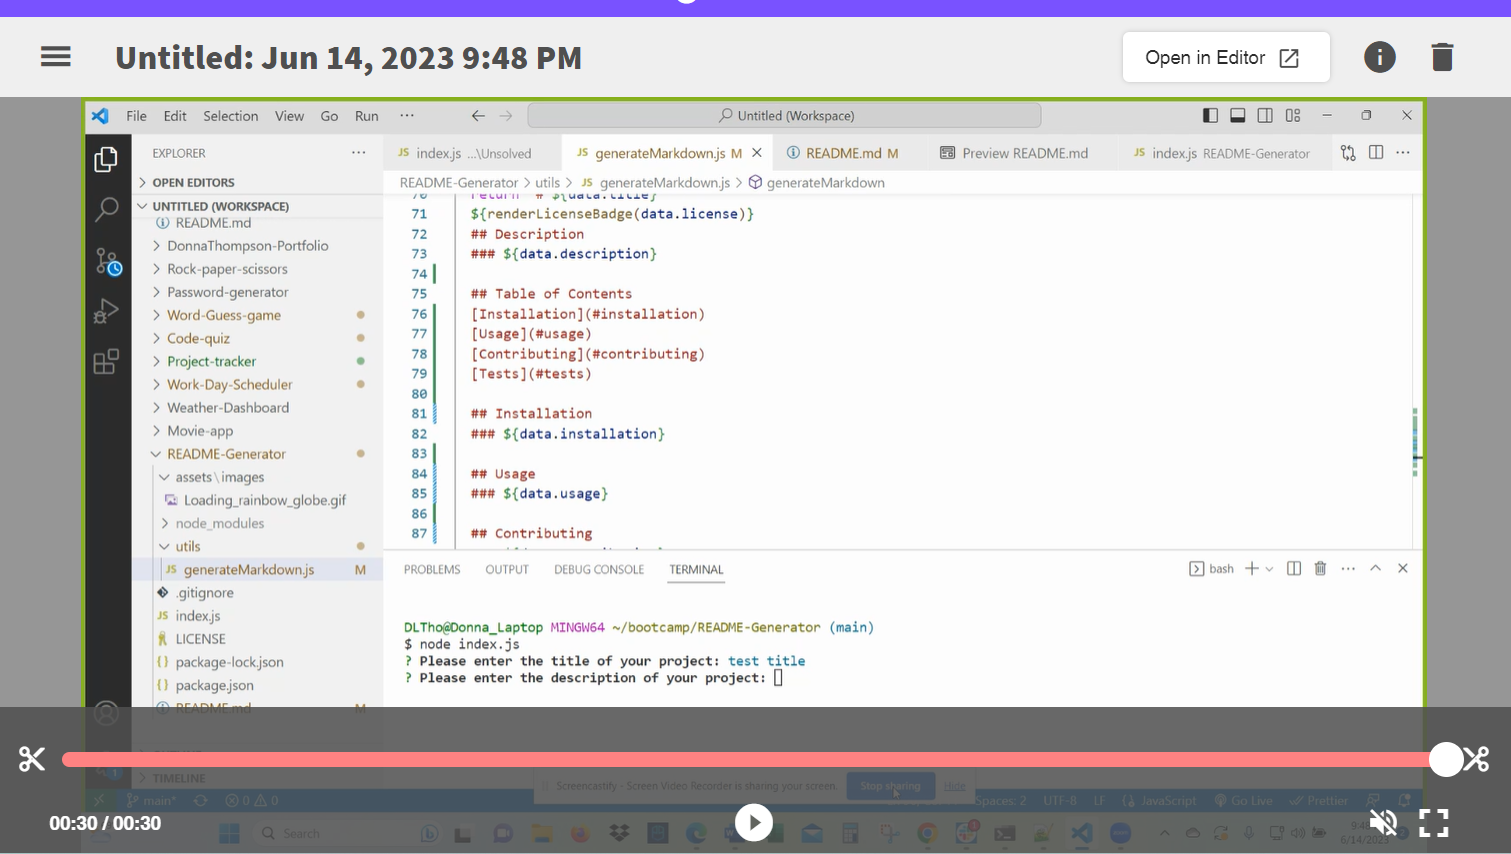 Untitled: Jun 14, 2023 9:48 PM
Open in Editor
File Edit Selection View Go Run ···
Untitled (Workspace)
EXPLORER ···
OPEN EDITORS
UNTITLED (WORKSPACE)
README.md
DonnaThompson-Portfolio
Rock-paper-scissors
Password-generator
Word-Guess-game
Code-quiz
Project-tracker
Work-Day-Scheduler
Weather-Dashboard
Movie-app
README-Generator
assets\images
Loading_rainbow_globe.gif
node_modules
utils
JS generateMarkdown.js M
.gitignore
JS index.js
LICENSE
{} package-lock.json
{} package.json
README.md M
TIMELINE
JS index.js ...\Unsolved
JS generateMarkdown.js M
README.md M
Preview README.md
JS index.js README-Generator
README-Generator > utils > JS generateMarkdown.js > generateMarkdown
70 return `# ${data.title}
71 ${renderLicenseBadge(data.license)}
72 ## Description
73 ### ${data.description}
74
75 ## Table of Contents
76 [Installation](#installation)
77 [Usage](#usage)
78 [Contributing](#contributing)
79 [Tests](#tests)
80
81 ## Installation
82 ### ${data.installation}
83
84 ## Usage
85 ### ${data.usage}
86
87 ## Contributing
PROBLEMS OUTPUT DEBUG CONSOLE TERMINAL
bash
DLTho@Donna_Laptop MINGW64 ~/bootcamp/README-Generator (main)
$ node index.js
? Please enter the title of your project: test title
? Please enter the description of your project:
Screencastify - Screen Video Recorder is sharing your screen. Stop sharing Hide
main* 0 0 Spaces: 2 UTF-8 LF {} JavaScript Go Live Prettier
00:30 / 00:30
Search
6/14/2023